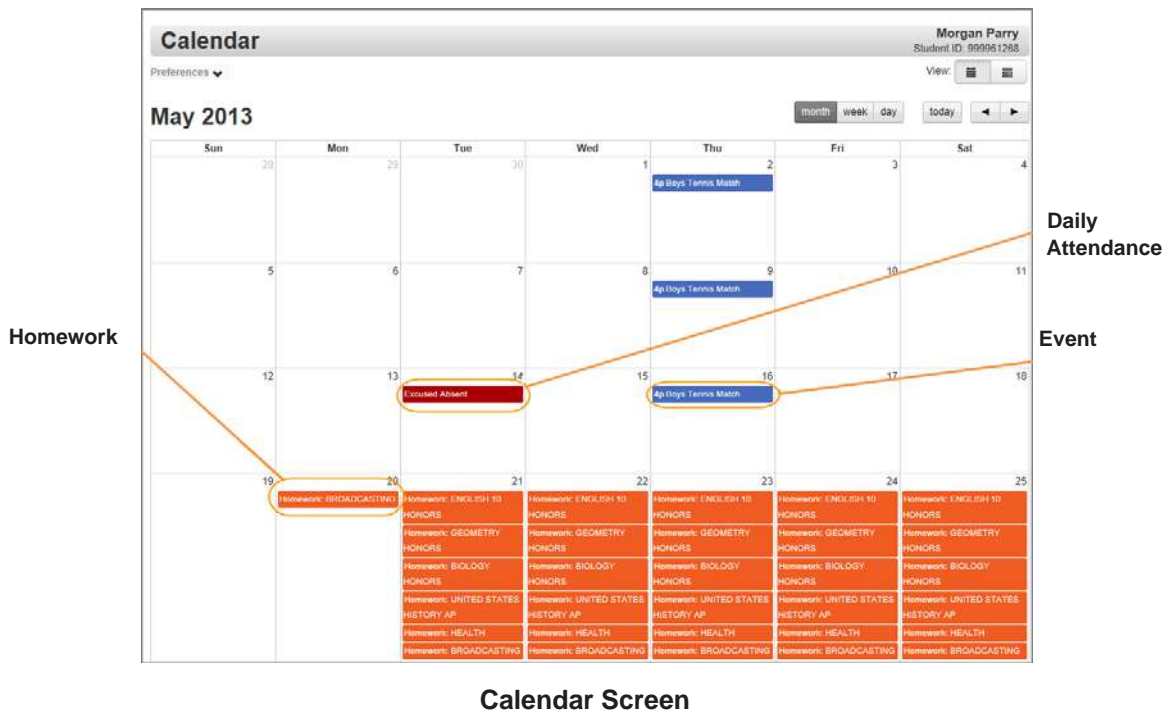 Calendar
Morgan Parry
Student ID: 999961268
Preferences
View:
May 2013
month week day today
Sun Mon Tue Wed Thu Fri Sat
28 29 30 1 2 3 4
4p Boys Tennis Match
Daily
Attendance
5 6 7 8 9 10 11
4p Boys Tennis Match
Homework
Event
12 13 14 15 16 17 18
Excused Absent 4p Boys Tennis Match
19 20 21 22 23 24 25
Homework: BROADCASTING Homework: ENGLISH 10 Homework: ENGLISH 10 Homework: ENGLISH 10 Homework: ENGLISH 10 Homework: ENGLISH 10
HONORS HONORS HONORS HONORS HONORS
Homework: GEOMETRY Homework: GEOMETRY Homework: GEOMETRY Homework: GEOMETRY Homework: GEOMETRY
HONORS HONORS HONORS HONORS HONORS
Homework: BIOLOGY Homework: BIOLOGY Homework: BIOLOGY Homework: BIOLOGY Homework: BIOLOGY
HONORS HONORS HONORS HONORS HONORS
Homework: UNITED STATES Homework: UNITED STATES Homework: UNITED STATES Homework: UNITED STATES Homework: UNITED STATES
HISTORY AP HISTORY AP HISTORY AP HISTORY AP HISTORY AP
Homework: HEALTH Homework: HEALTH Homework: HEALTH Homework: HEALTH Homework: HEALTH
Homework: BROADCASTING Homework: BROADCASTING Homework: BROADCASTING Homework: BROADCASTING Homework: BROADCASTING
Calendar Screen